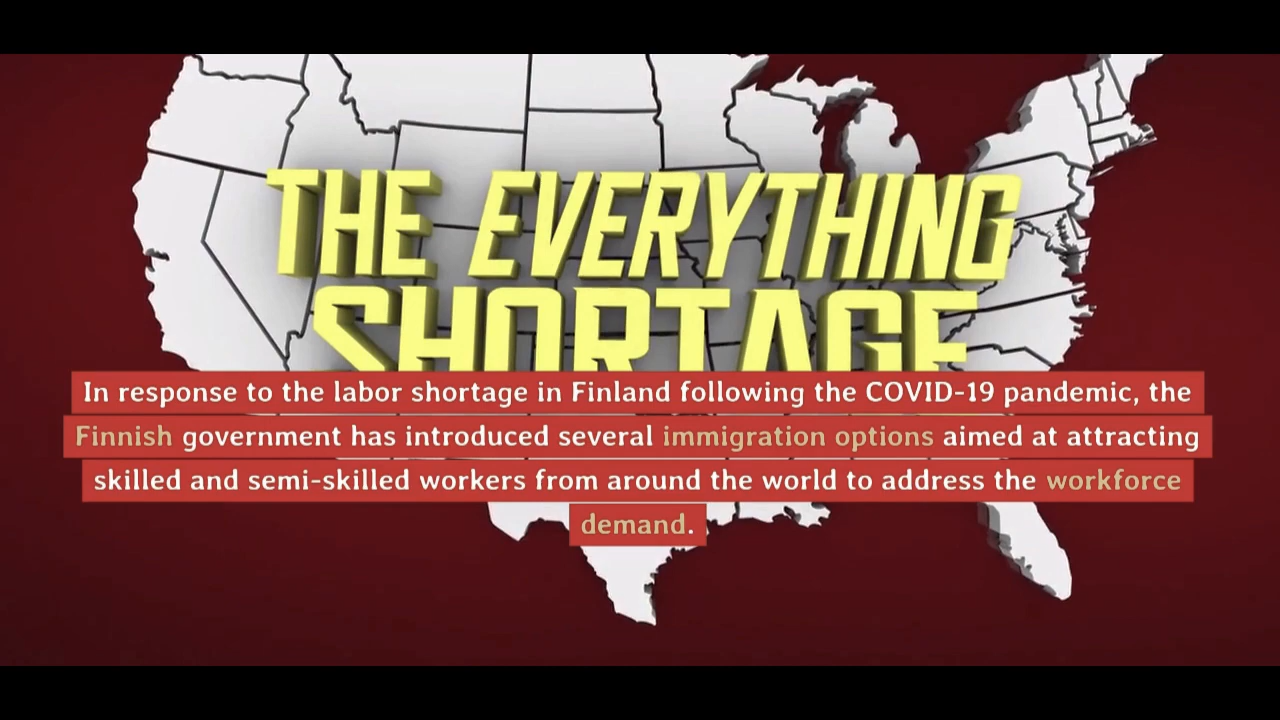 THE EVERYTHING
SHORTAGE
In response to the labor shortage in Finland following the COVID-19 pandemic, the
Finnish government has introduced several immigration options aimed at attracting
skilled and semi-skilled workers from around the world to address the workforce
demand.